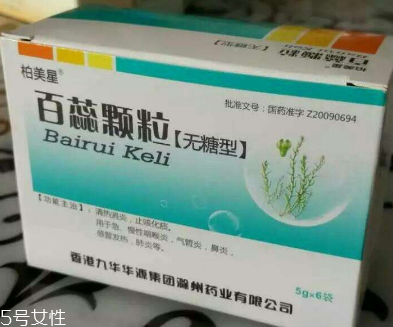 柏美星®
批准文号：国药准字 Z20090694
百蕊颗粒【无糖型】
Bairui Keli
【功能主治】：清热消炎，止咳化痰。
用于急、慢性咽喉炎，气管炎，鼻炎，
感冒发热，肺炎等。
5g×6袋
香港九华华源集团滁州药业有限公司
5号女性